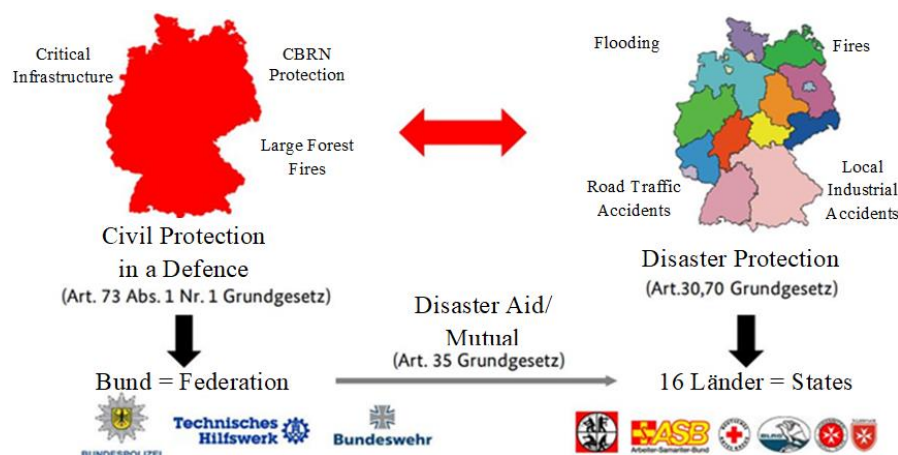 Critical
Infrastructure
CBRN
Protection
Large Forest
Fires
Civil Protection
in a Defence
(Art. 73 Abs. 1 Nr. 1 Grundgesetz)
Flooding
Fires
Road Traffic
Accidents
Local
Industrial
Accidents
Disaster Protection
(Art.30,70 Grundgesetz)
Disaster Aid/
Mutual
(Art. 35 Grundgesetz)
Bund = Federation
16 Länder = States
BUNDESPOLIZEI
Technisches
Hilfswerk
Bundeswehr
ASB
Arbeiter-Samariter-Bund
DLRG